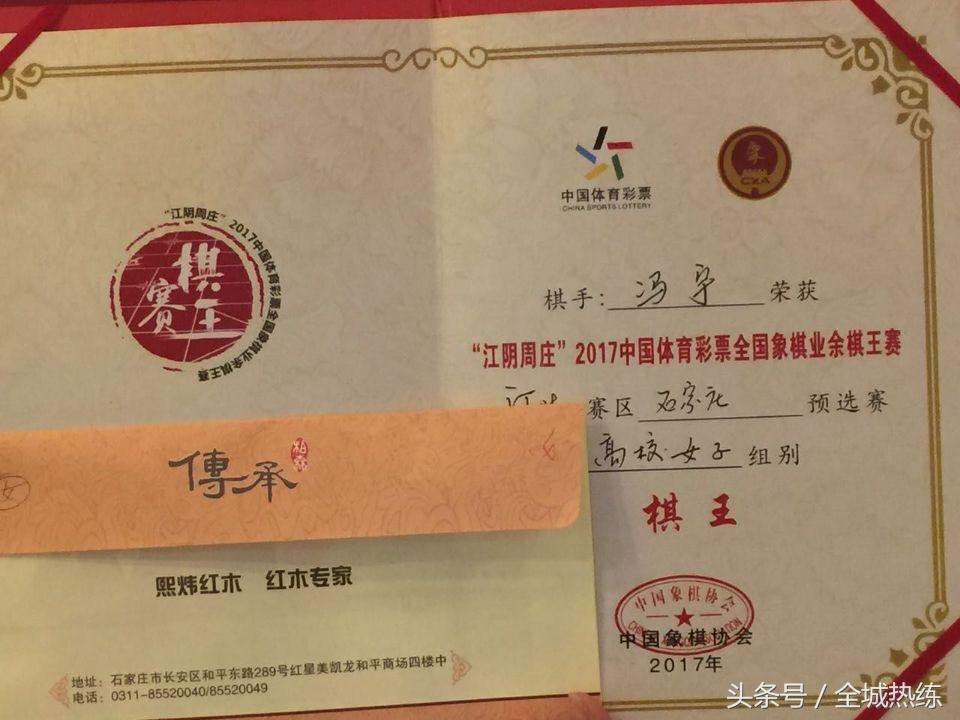 中国体育彩票
CHINA SPORTS LOTTERY
CXA
"江阴周庄"2017中国体育彩票全国象棋业余棋王赛
棋王
赛
棋手：冯宇荣获
"江阴周庄"2017中国体育彩票全国象棋业余棋王赛
赛区石家庄预选赛
高校女子组别
棋王
中国象棋协会
中国象棋协会
2017年
女
傳承
熙炜红木 红木专家
地址：石家庄市长安区和平东路289号红星美凯龙和平商场四楼中
电话：0311-85520040/85520049
头条号 / 全城热练